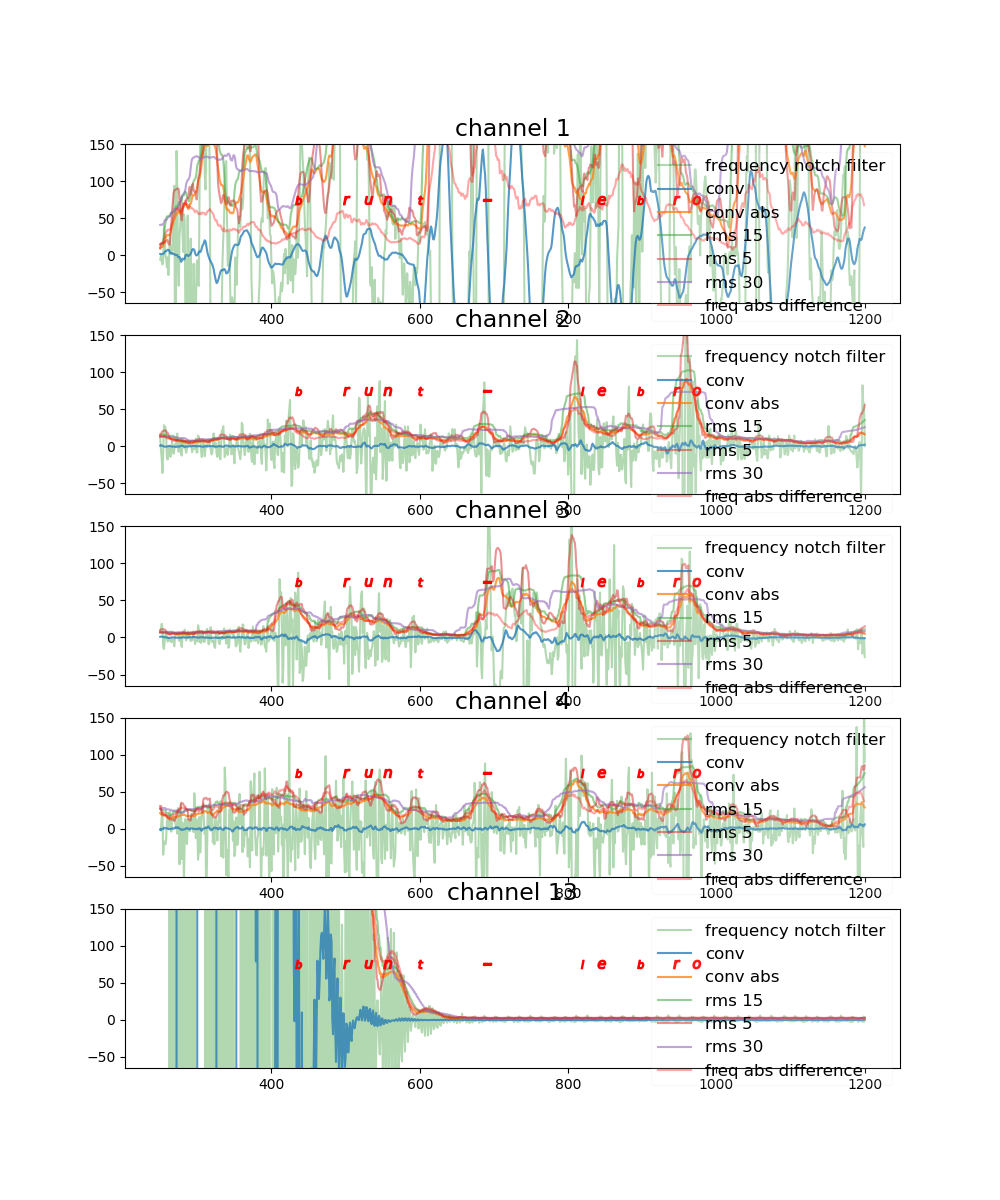 channel 1
150
100
50
0
−50
b r u n t - l e b r o
frequency notch filter
conv
conv abs
rms 15
rms 5
rms 30
freq abs difference
400 600 800 1000 1200
channel 2
150
100
50
0
−50
b r u n t - l e b r o
frequency notch filter
conv
conv abs
rms 15
rms 5
rms 30
freq abs difference
400 600 800 1000 1200
channel 3
150
100
50
0
−50
b r u n t - l e b r o
frequency notch filter
conv
conv abs
rms 15
rms 5
rms 30
freq abs difference
400 600 800 1000 1200
channel 4
150
100
50
0
−50
b r u n t - l e b r o
frequency notch filter
conv
conv abs
rms 15
rms 5
rms 30
freq abs difference
400 600 800 1000 1200
channel 13
150
100
50
0
−50
b r u n t - l e b r o
frequency notch filter
conv
conv abs
rms 15
rms 5
rms 30
freq abs difference
400 600 800 1000 1200